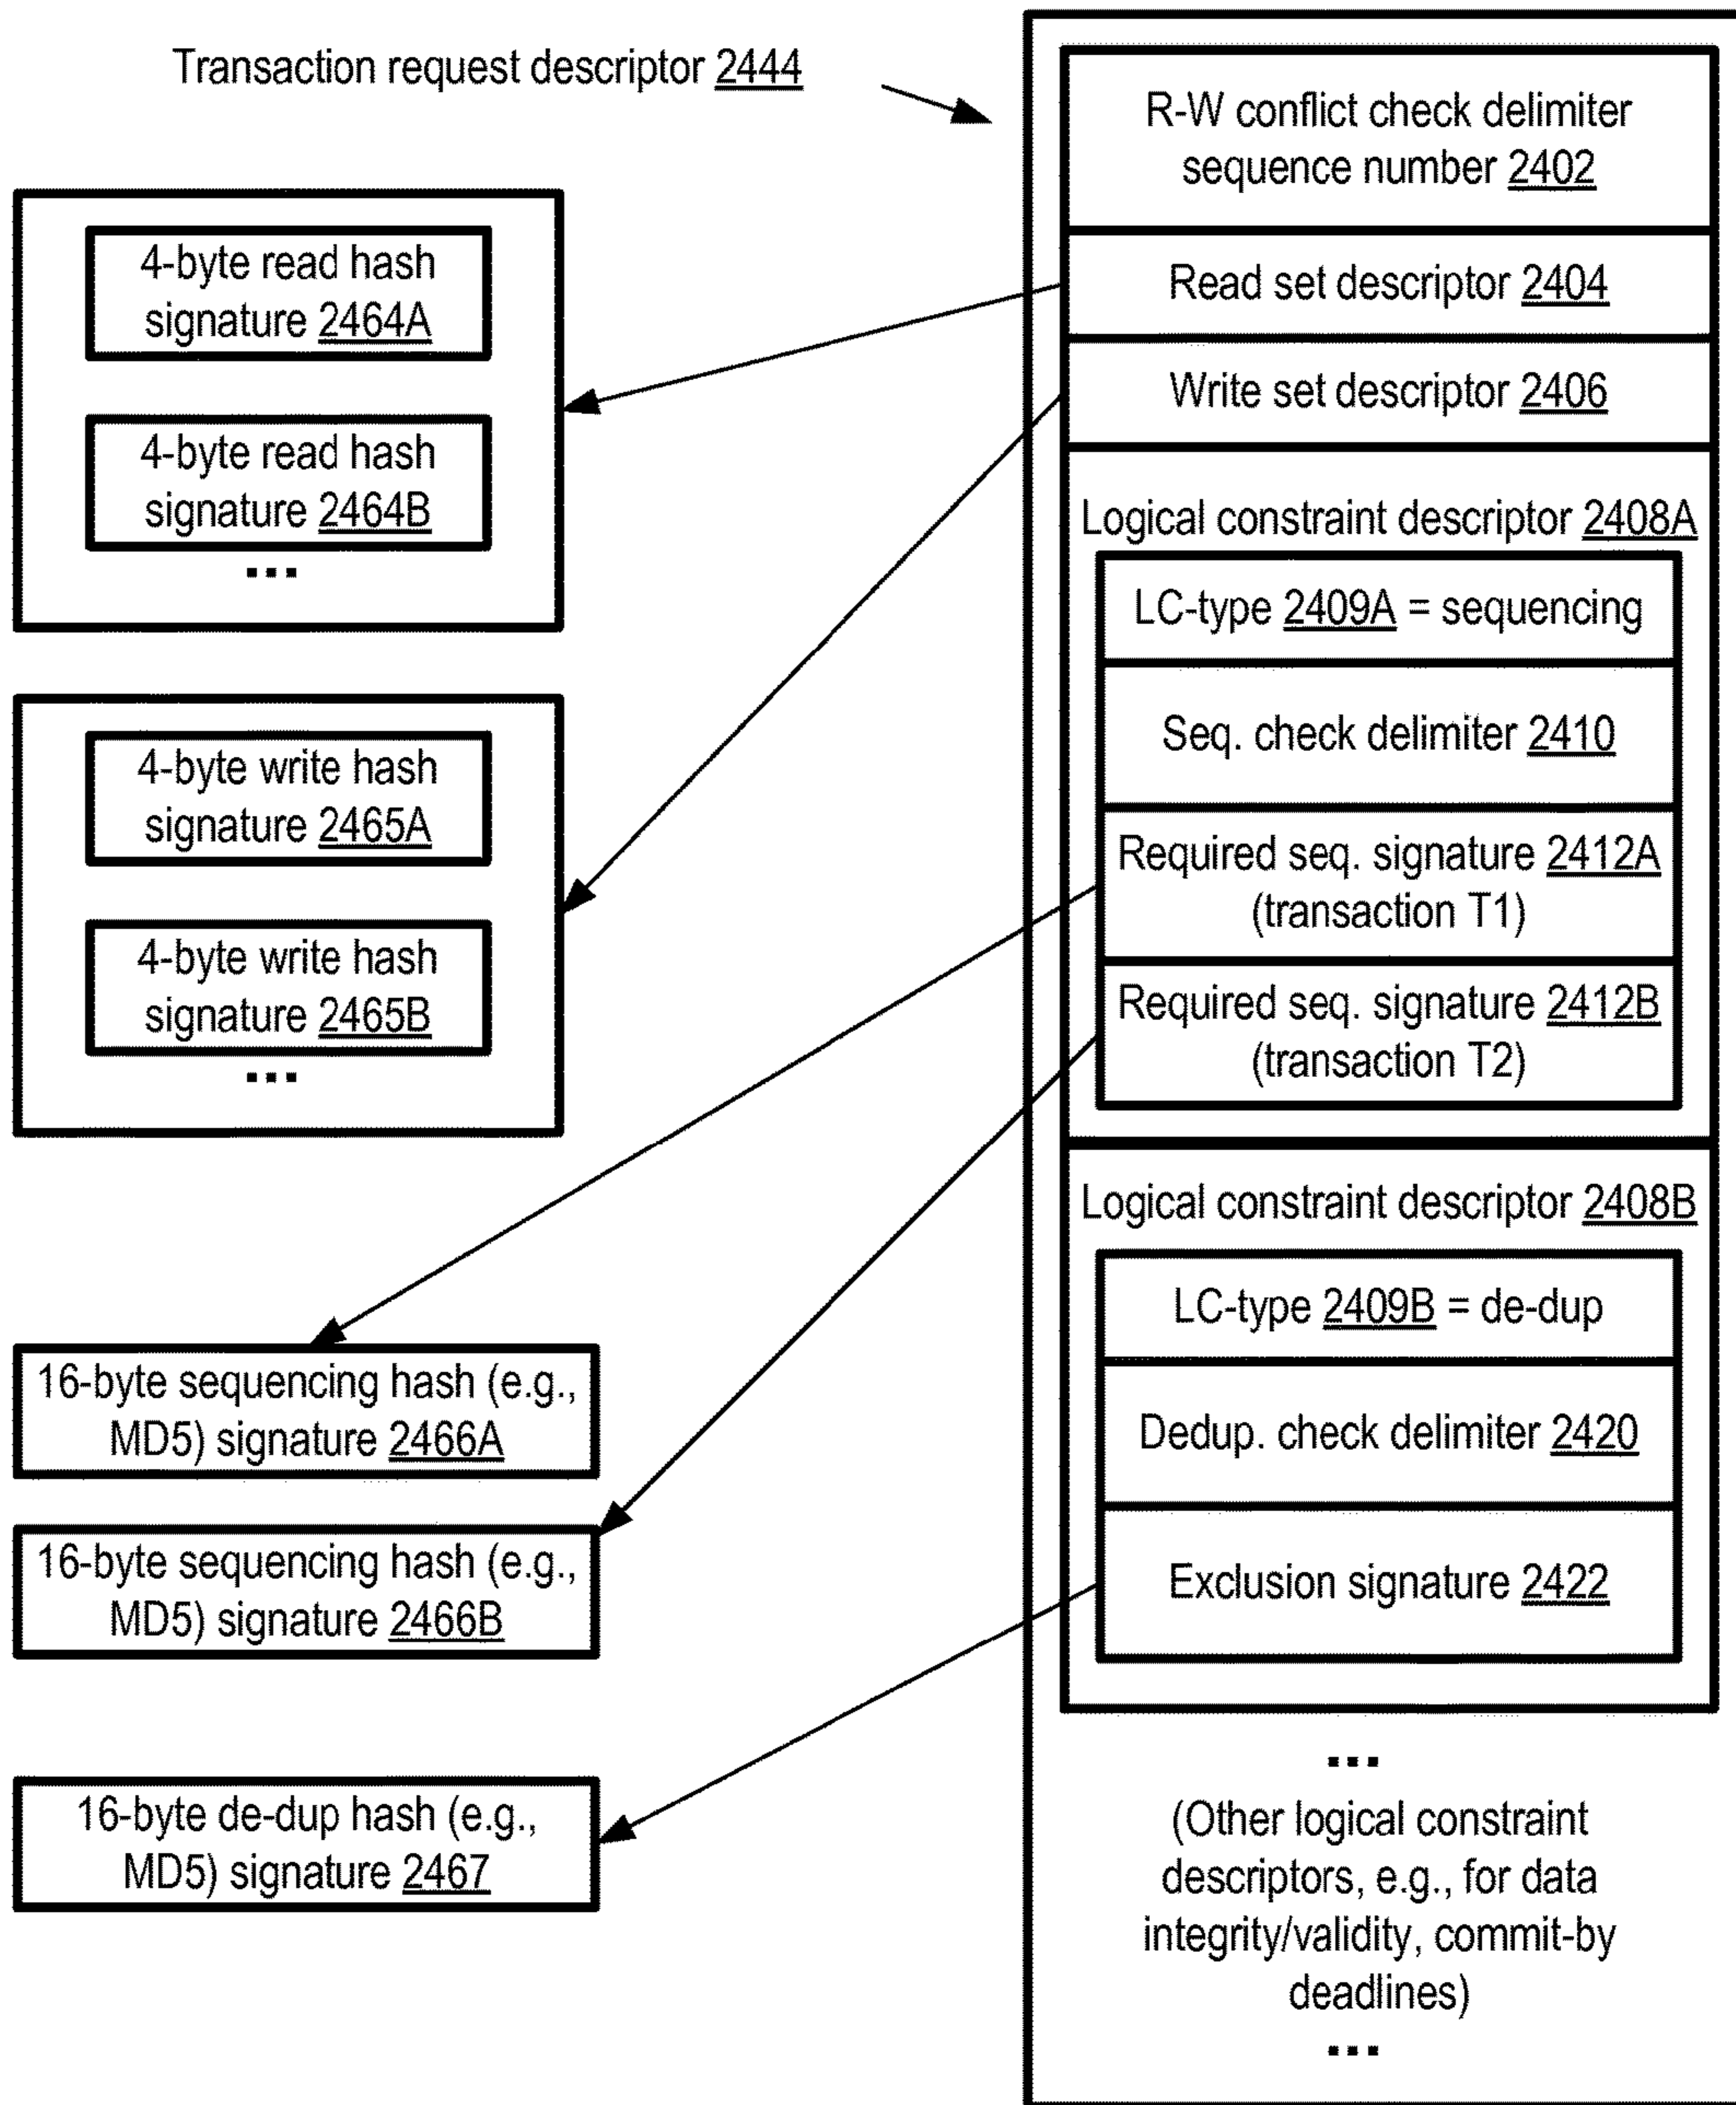 Transaction request descriptor 2444
4-byte read hash
signature 2464A
4-byte read hash
signature 2464B
...
4-byte write hash
signature 2465A
4-byte write hash
signature 2465B
...
16-byte sequencing hash (e.g.,
MD5) signature 2466A
16-byte sequencing hash (e.g.,
MD5) signature 2466B
16-byte de-dup hash (e.g.,
MD5) signature 2467
R-W conflict check delimiter
sequence number 2402
Read set descriptor 2404
Write set descriptor 2406
Logical constraint descriptor 2408A
LC-type 2409A = sequencing
Seq. check delimiter 2410
Required seq. signature 2412A
(transaction T1)
Required seq. signature 2412B
(transaction T2)
Logical constraint descriptor 2408B
LC-type 2409B = de-dup
Dedup. check delimiter 2420
Exclusion signature 2422
...
(Other logical constraint
descriptors, e.g., for data
integrity/validity, commit-by
deadlines)
...